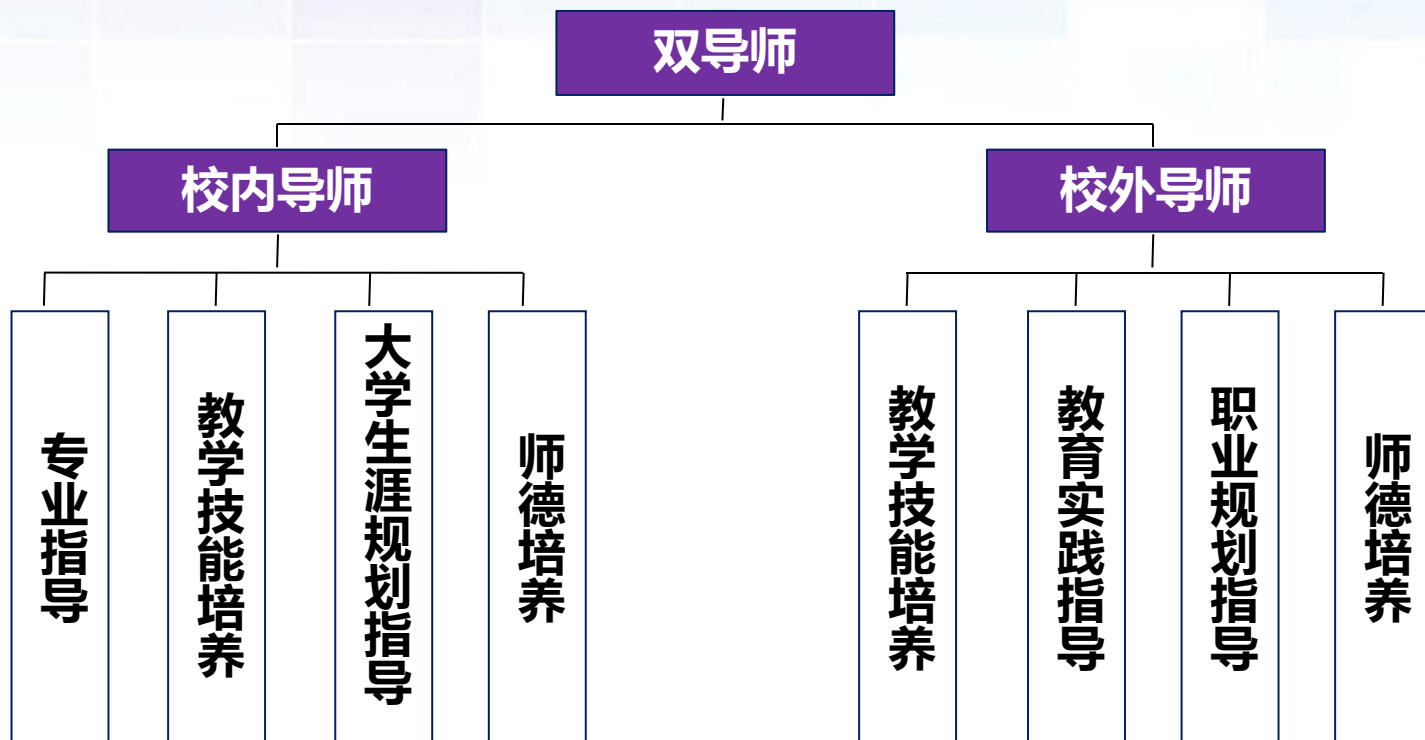 双导师
校内导师
校外导师
专业指导
教学技能培养
大学生涯规划指导
师德培养
教学技能培养
教育实践指导
职业规划指导
师德培养